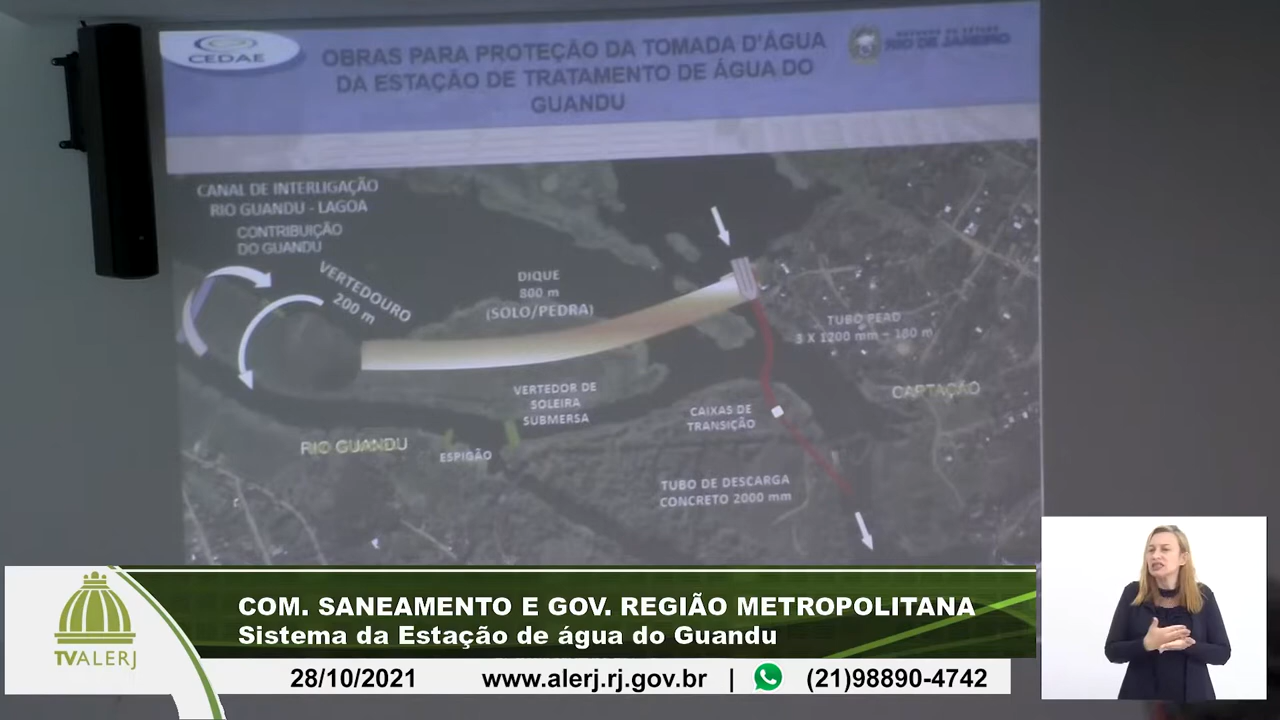 CEDAE
OBRAS PARA PROTEÇÃO DA TOMADA D'ÁGUA
DA ESTAÇÃO DE TRATAMENTO DE ÁGUA DO
GUANDU
RIO DE JANEIRO
CANAL DE INTERLIGAÇÃO
RIO GUANDU - LAGOA
CONTRIBUIÇÃO
DO GUANDU
VERTEDOURO
200 m
DIQUE
800 m
(SOLO/PEDRA)
TUBO PEAD
3 X 1200 mm – 180 m
CAPTAÇÃO
VERTEDOR DE
SOLEIRA
SUBMERSA
CAIXAS DE
TRANSIÇÃO
RIO GUANDU
ESPIGÃO
TUBO DE DESCARGA
CONCRETO 2000 mm
TVALERJ
COM. SANEAMENTO E GOV. REGIÃO METROPOLITANA
Sistema da Estação de água do Guandu
28/10/2021 www.alerj.rj.gov.br | (21)98890-4742